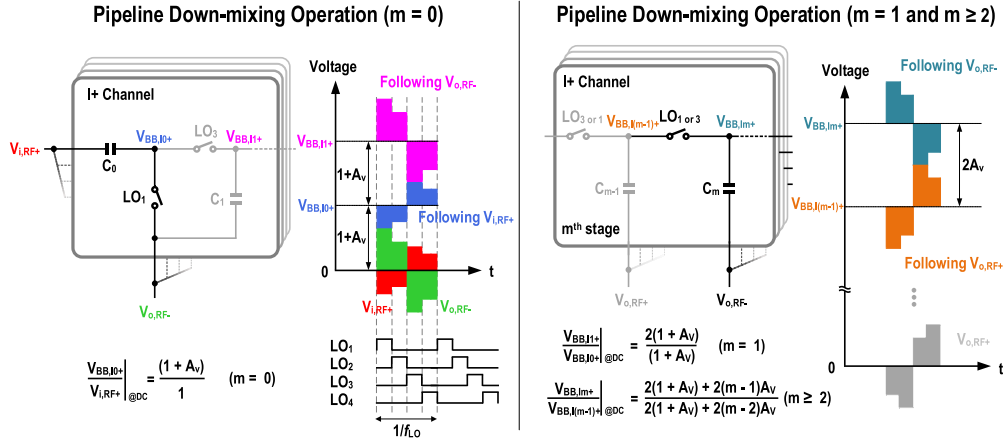 Pipeline Down-mixing Operation (m = 0)
I+ Channel
LO3
VBB,I0+
VBB,I1+
Vi,RF+
C0
LO1
C1
Vo,RF-
VBB,I0+ / Vi,RF+ |@DC = (1 + Av) / 1 (m = 0)
Voltage
Following Vo,RF-
VBB,I1+
1+Av
VBB,I0+
Following Vi,RF+
1+Av
0
t
Vi,RF+
Vo,RF-
LO1
LO2
LO3
LO4
1/fLO
Pipeline Down-mixing Operation (m = 1 and m ≥ 2)
I+ Channel
LO3 or 1
VBB,I(m-1)+
LO1 or 3
VBB,Im+
Cm-1
Cm
mth stage
Vo,RF+
Vo,RF-
VBB,I1+ / VBB,I0+ |@DC = 2(1 + Av) / (1 + Av) (m = 1)
VBB,Im+ / VBB,I(m-1)+ |@DC = 2(1 + Av) + 2(m - 1)Av / 2(1 + Av) + 2(m - 2)Av (m ≥ 2)
Voltage
Following Vo,RF-
VBB,Im+
2Av
VBB,I(m-1)+
Following Vo,RF+
Vo,RF+
0
t